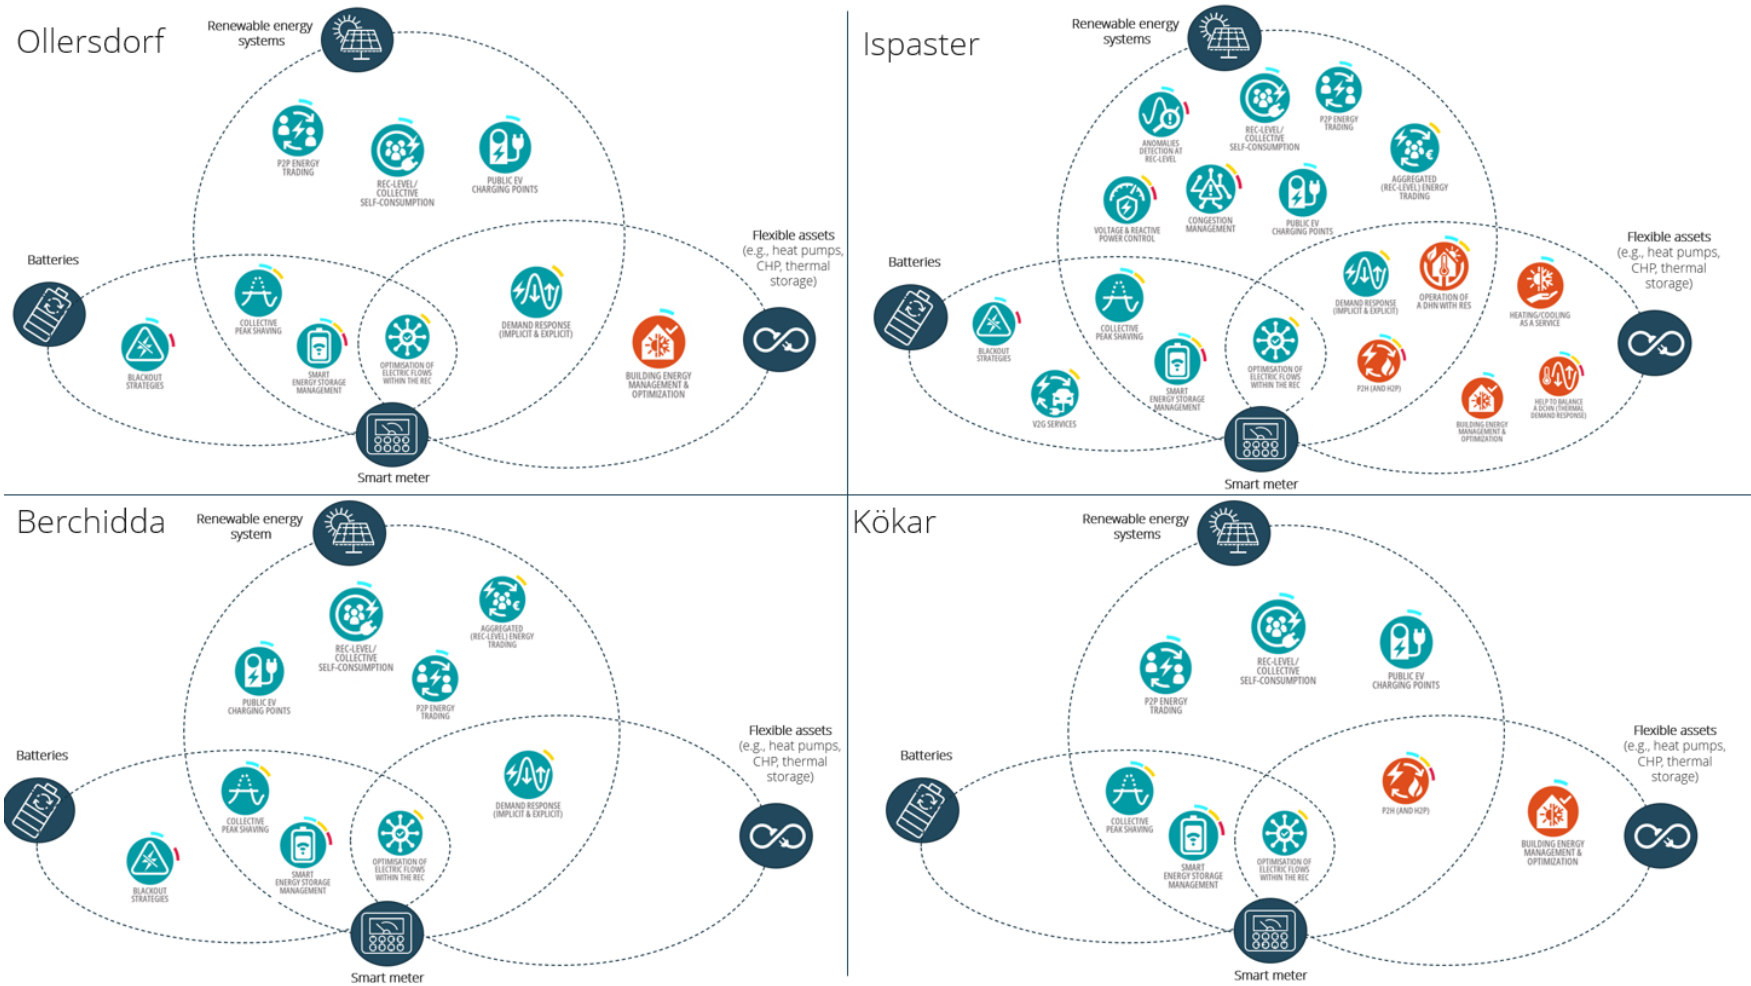 Ollersdorf
Renewable energy
systems
P2P ENERGY
TRADING
REC-LEVEL/
COLLECTIVE
SELF-CONSUMPTION
PUBLIC EV
CHARGING POINTS
Batteries
Flexible assets
(e.g., heat pumps,
CHP, thermal
storage)
COLLECTIVE
PEAK SHAVING
DEMAND RESPONSE
(IMPLICIT & EXPLICIT)
BLACKOUT
STRATEGIES
SMART
ENERGY STORAGE
MANAGEMENT
OPTIMISATION OF
ELECTRIC FLOWS
WITHIN THE REC
BUILDING ENERGY
MANAGEMENT &
OPTIMIZATION
Smart meter
Ispaster
Renewable energy
systems
ANOMALIES
DETECTION AT
REC-LEVEL
REC-LEVEL/
COLLECTIVE
SELF-CONSUMPTION
P2P ENERGY
TRADING
AGGREGATED
(REC-LEVEL) ENERGY
TRADING
VOLTAGE & REACTIVE
POWER CONTROL
CONGESTION
MANAGEMENT
PUBLIC EV
CHARGING POINTS
Batteries
Flexible assets
(e.g., heat pumps,
CHP, thermal
storage)
DEMAND RESPONSE
(IMPLICIT & EXPLICIT)
OPERATION OF
A DHN WITH RES
HEATING/COOLING
AS A SERVICE
BLACKOUT
STRATEGIES
COLLECTIVE
PEAK SHAVING
SMART
ENERGY STORAGE
MANAGEMENT
OPTIMISATION OF
ELECTRIC FLOWS
WITHIN THE REC
P2H (AND H2P)
V2G SERVICES
BUILDING ENERGY
MANAGEMENT &
OPTIMIZATION
HELP TO BALANCE
A DCHN (THERMAL
DEMAND RESPONSE)
Smart meter
Berchidda
Renewable energy
system
REC-LEVEL/
COLLECTIVE
SELF-CONSUMPTION
AGGREGATED
(REC-LEVEL) ENERGY
TRADING
PUBLIC EV
CHARGING POINTS
P2P ENERGY
TRADING
Batteries
Flexible assets
(e.g., heat pumps,
CHP, thermal
storage)
COLLECTIVE
PEAK SHAVING
DEMAND RESPONSE
(IMPLICIT & EXPLICIT)
BLACKOUT
STRATEGIES
SMART
ENERGY STORAGE
MANAGEMENT
OPTIMISATION OF
ELECTRIC FLOWS
WITHIN THE REC
Smart meter
Kökar
Renewable energy
systems
P2P ENERGY
TRADING
REC-LEVEL/
COLLECTIVE
SELF-CONSUMPTION
PUBLIC EV
CHARGING POINTS
Batteries
Flexible assets
(e.g., heat pumps,
CHP, thermal
storage)
COLLECTIVE
PEAK SHAVING
SMART
ENERGY STORAGE
MANAGEMENT
OPTIMISATION OF
ELECTRIC FLOWS
WITHIN THE REC
P2H (AND H2P)
BUILDING ENERGY
MANAGEMENT &
OPTIMIZATION
Smart meter